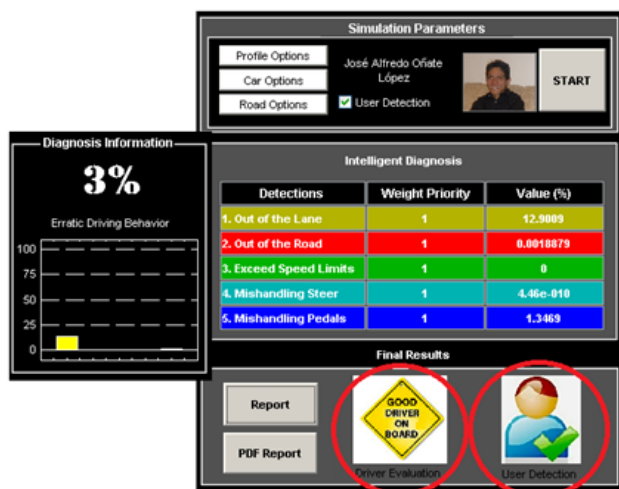 Simulation Parameters
Profile Options
Car Options
Road Options
José Alfredo Oñate
López
User Detection
START
Diagnosis Information
3%
Erratic Driving Behavior
100
75
50
25
0
Intelligent Diagnosis
Detections Weight Priority Value (%)
1. Out of the Lane 1 12.9009
2. Out of the Road 1 0.0018879
3. Exceed Speed Limits 1 0
4. Mishandling Steer 1 4.46e-010
5. Mishandling Pedals 1 1.3469
Final Results
Report
PDF Report
GOOD
DRIVER
ON
BOARD
Driver Evaluation
User Detection